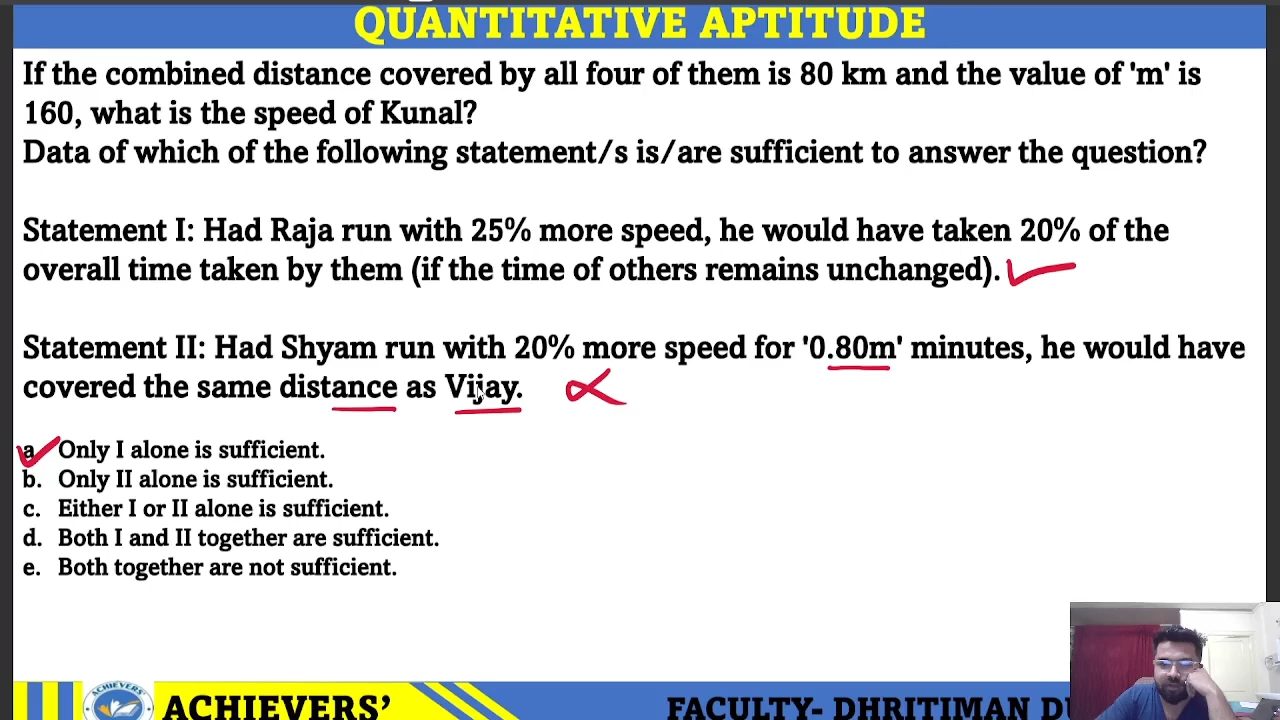 QUANTITATIVE APTITUDE
If the combined distance covered by all four of them is 80 km and the value of 'm' is
160, what is the speed of Kunal?
Data of which of the following statement/s is/are sufficient to answer the question?
Statement I: Had Raja run with 25% more speed, he would have taken 20% of the
overall time taken by them (if the time of others remains unchanged).
Statement II: Had Shyam run with 20% more speed for '0.80m' minutes, he would have
covered the same distance as Vijay.
a. Only I alone is sufficient.
b. Only II alone is sufficient.
c. Either I or II alone is sufficient.
d. Both I and II together are sufficient.
e. Both together are not sufficient.
ACHIEVERS'
ACHIEVERS’
FACULTY- DHRITIMAN